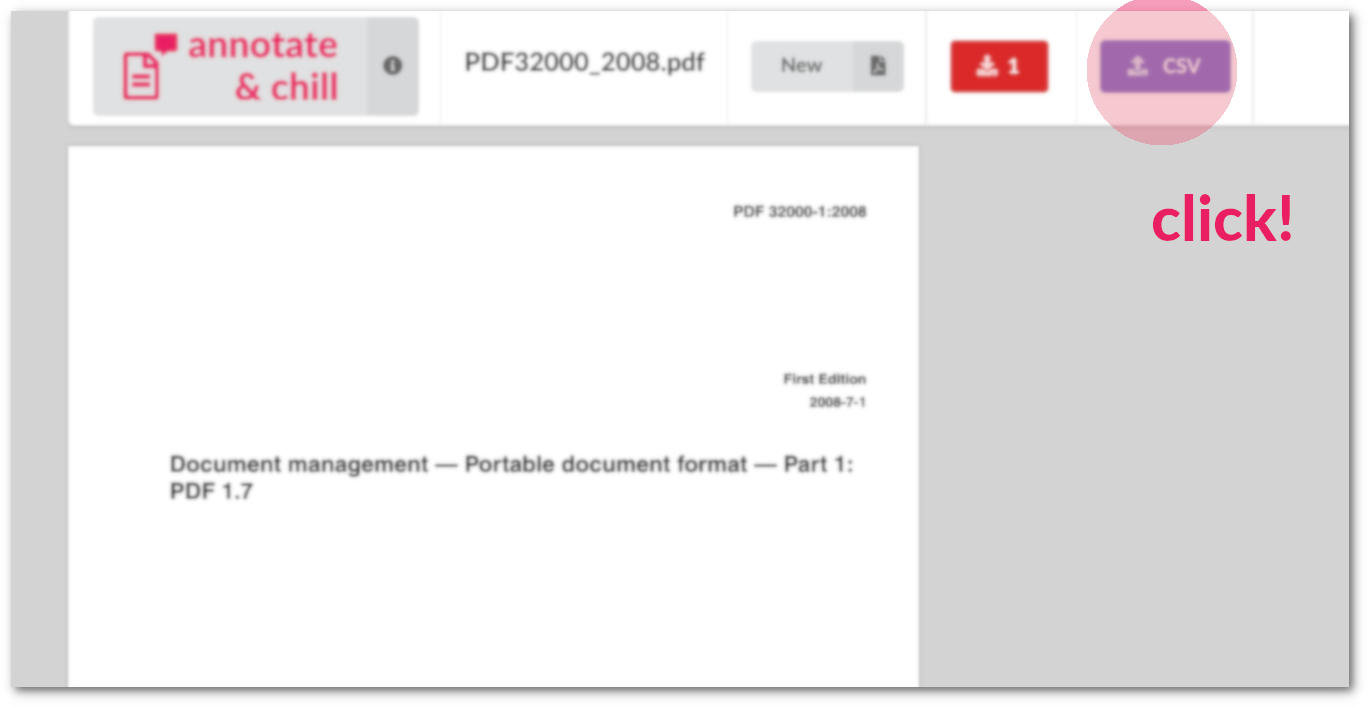 annotate
& chill
PDF32000_2008.pdf
New
1
CSV
click!
PDF 32000-1:2008
First Edition
2008-7-1
Document management — Portable document format — Part 1:
PDF 1.7